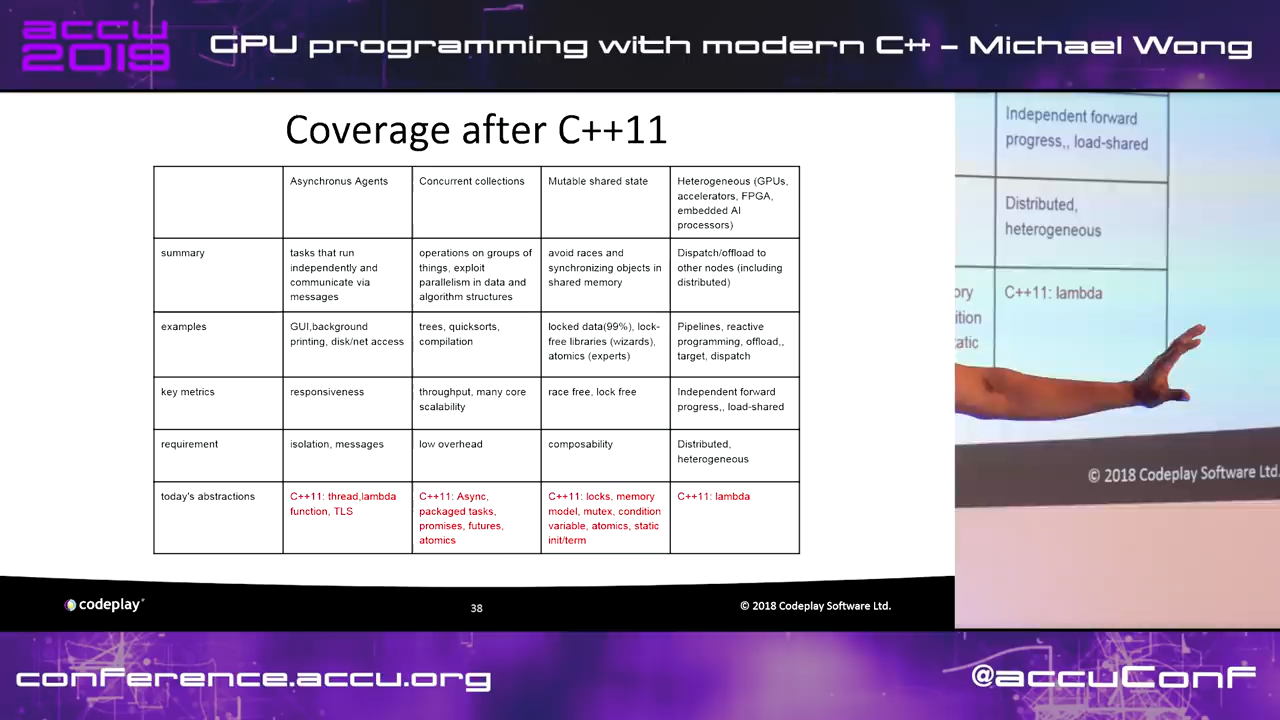 accu
2019
GPU programming with modern C++ – Michael Wong
Coverage after C++11
Asynchronus Agents
Concurrent collections
Mutable shared state
Heterogeneous (GPUs,
accelerators, FPGA,
embedded AI
processors)
summary
tasks that run
independently and
communicate via
messages
operations on groups of
things, exploit
parallelism in data and
algorithm structures
avoid races and
synchronizing objects in
shared memory
Dispatch/offload to
other nodes (including
distributed)
examples
GUI,background
printing, disk/net access
trees, quicksorts,
compilation
locked data(99%), lock-
free libraries (wizards),
atomics (experts)
Pipelines, reactive
programming, offload,,
target, dispatch
key metrics
responsiveness
throughput, many core
scalability
race free, lock free
Independent forward
progress,, load-shared
requirement
isolation, messages
low overhead
composability
Distributed,
heterogeneous
today's abstractions
C++11: thread,lambda
function, TLS
C++11: Async,
packaged tasks,
promises, futures,
atomics
C++11: locks, memory
model, mutex, condition
variable, atomics, static
init/term
C++11: lambda
codeplay
38
© 2018 Codeplay Software Ltd.
Independent forward
progress,, load-shared
Distributed,
heterogeneous
ory
ition
atic
C++11: lambda
© 2018 Codeplay Software Ltd.
conference.accu.org
@accuConf